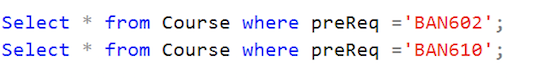 Select * from Course where preReq ='BAN602';
Select * from Course where preReq ='BAN610';